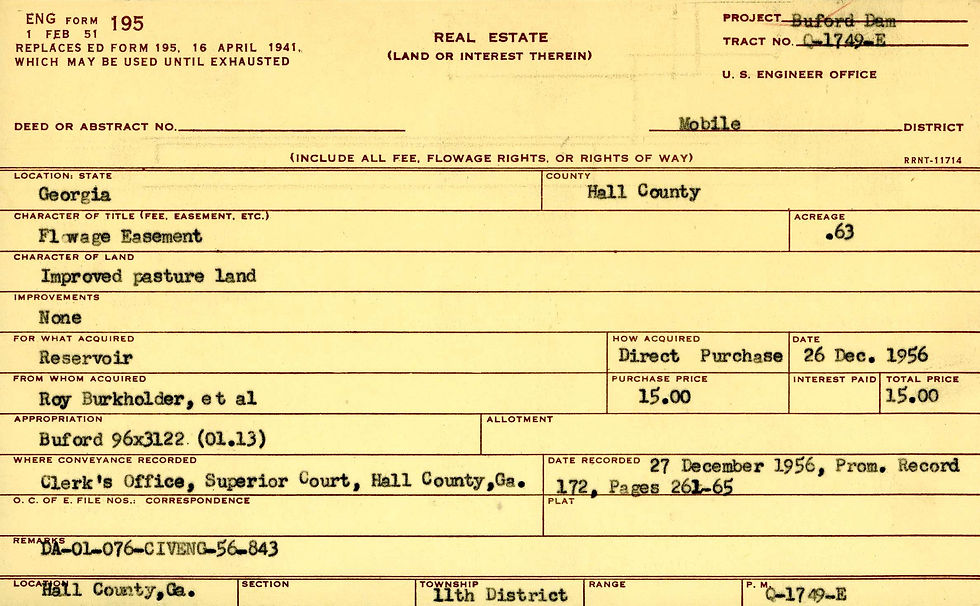 ENG FORM 195
1 FEB 51
REPLACES ED FORM 195, 16 APRIL 1941,
WHICH MAY BE USED UNTIL EXHAUSTED
REAL ESTATE
(LAND OR INTEREST THEREIN)
PROJECT Buford Dam
TRACT NO. Q-1749-E
U. S. ENGINEER OFFICE
DEED OR ABSTRACT NO.
Mobile DISTRICT
(INCLUDE ALL FEE, FLOWAGE RIGHTS, OR RIGHTS OF WAY)
RRNT-11714
LOCATION: STATE
Georgia
COUNTY
Hall County
CHARACTER OF TITLE (FEE, EASEMENT, ETC.)
Flowage Easement
ACREAGE
.63
CHARACTER OF LAND
Improved pasture land
IMPROVEMENTS
None
FOR WHAT ACQUIRED
Reservoir
HOW ACQUIRED
Direct Purchase
DATE
26 Dec. 1956
FROM WHOM ACQUIRED
Roy Burkholder, et al
PURCHASE PRICE
15.00
INTEREST PAID
TOTAL PRICE
15.00
APPROPRIATION
Buford 96x3122 (01.13)
ALLOTMENT
WHERE CONVEYANCE RECORDED
Clerk's Office, Superior Court, Hall County,Ga.
DATE RECORDED 27 December 1956, Prom. Record
172, Pages 261-65
O. C. OF E. FILE NOS.: CORRESPONDENCE
PLAT
REMARKS
DA-01-076-CIVENG-56-843
LOCATION
Hall County,Ga.
SECTION
TOWNSHIP
11th District
RANGE
P. M.
Q-1749-E